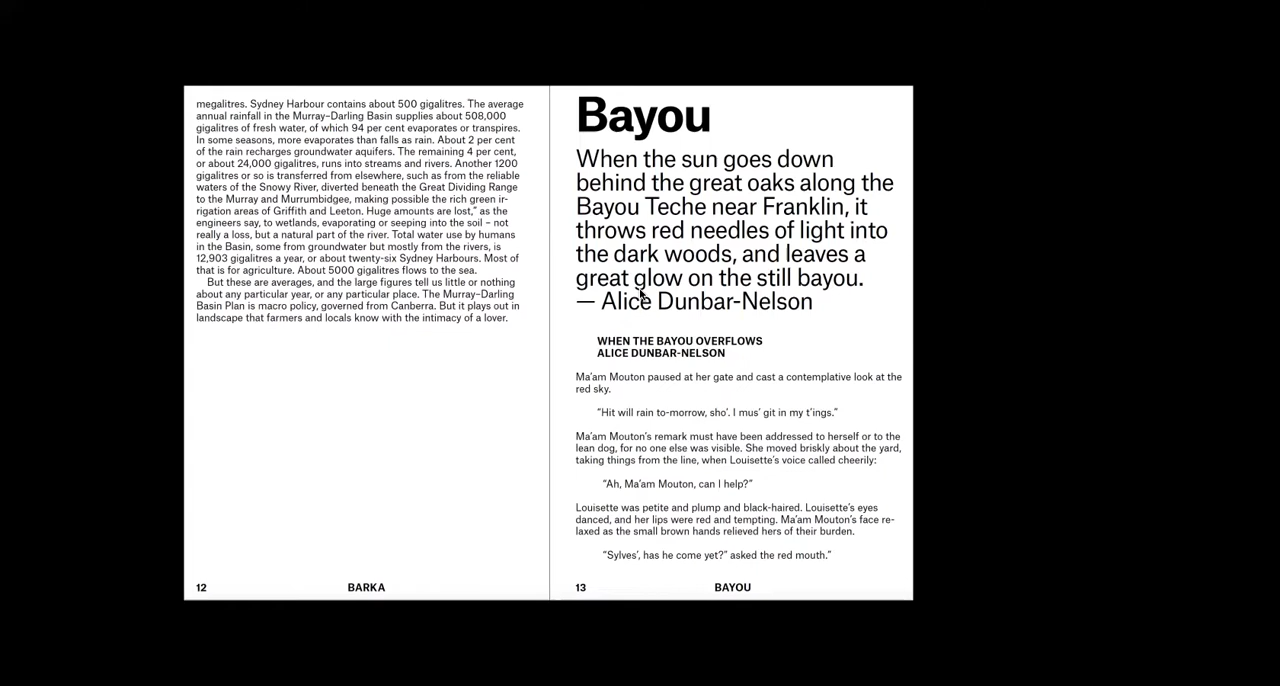 megalitres. Sydney Harbour contains about 500 gigalitres. The average
annual rainfall in the Murray–Darling Basin supplies about 508,000
gigalitres of fresh water, of which 94 per cent evaporates or transpires.
In some seasons, more evaporates than falls as rain. About 2 per cent
of the rain recharges groundwater aquifers. The remaining 4 per cent,
or about 24,000 gigalitres, runs into streams and rivers. Another 1200
gigalitres or so is transferred from elsewhere, such as from the reliable
waters of the Snowy River, diverted beneath the Great Dividing Range
to the Murray and Murrumbidgee, making possible the rich green ir-
rigation areas of Griffith and Leeton. Huge amounts are lost,” as the
engineers say, to wetlands, evaporating or seeping into the soil – not
really a loss, but a natural part of the river. Total water use by humans
in the Basin, some from groundwater but mostly from the rivers, is
12,903 gigalitres a year, or about twenty-six Sydney Harbours. Most of
that is for agriculture. About 5000 gigalitres flows to the sea.
But these are averages, and the large figures tell us little or nothing
about any particular year, or any particular place. The Murray–Darling
Basin Plan is macro policy, governed from Canberra. But it plays out in
landscape that farmers and locals know with the intimacy of a lover.
12 BARKA
Bayou
When the sun goes down
behind the great oaks along the
Bayou Teche near Franklin, it
throws red needles of light into
the dark woods, and leaves a
great glow on the still bayou.
— Alice Dunbar-Nelson
WHEN THE BAYOU OVERFLOWS
ALICE DUNBAR-NELSON
Ma’am Mouton paused at her gate and cast a contemplative look at the
red sky.
“Hit will rain to-morrow, sho’. I mus’ git in my t’ings.”
Ma’am Mouton’s remark must have been addressed to herself or to the
lean dog, for no one else was visible. She moved briskly about the yard,
taking things from the line, when Louisette’s voice called cheerily:
“Ah, Ma’am Mouton, can I help?”
Louisette was petite and plump and black-haired. Louisette’s eyes
danced, and her lips were red and tempting. Ma’am Mouton’s face re-
laxed as the small brown hands relieved hers of their burden.
“Sylves’, has he come yet?” asked the red mouth.”
13 BAYOU